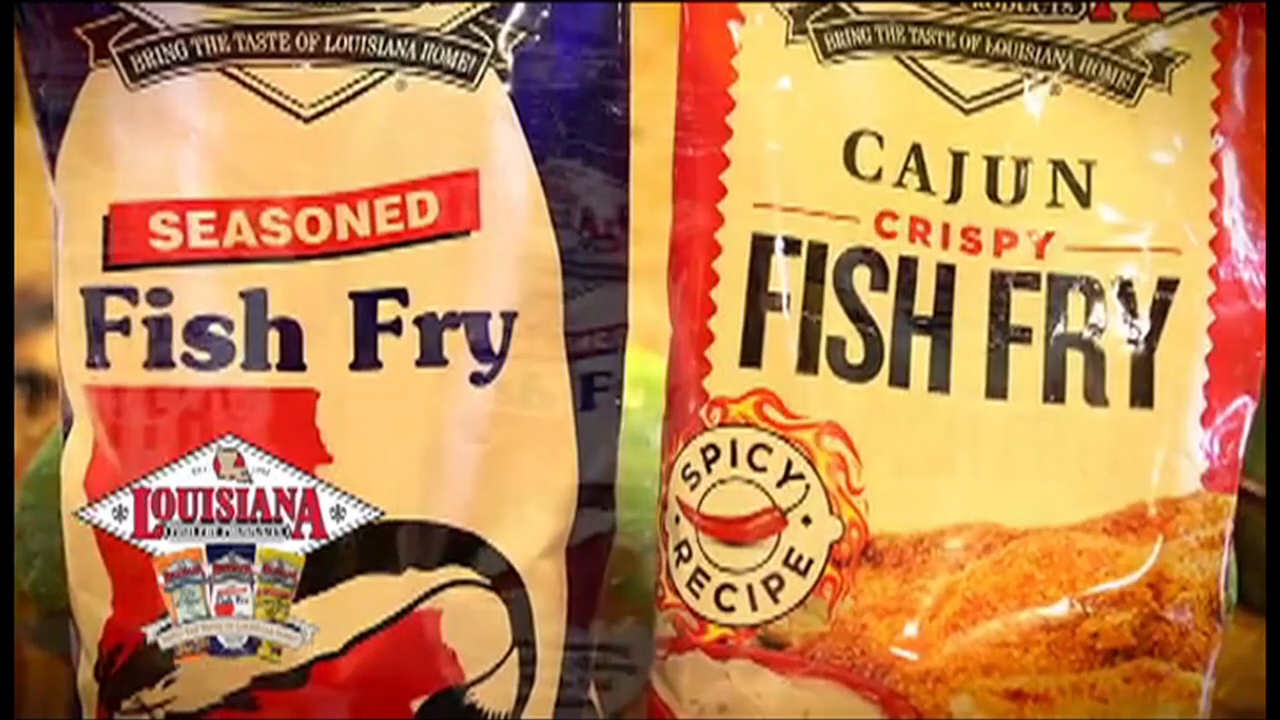 BRING THE TASTE OF LOUISIANA HOME!
SEASONED
Fish Fry
LOUISIANA
PRODUCTS
BRING THE TASTE OF LOUISIANA HOME!
CAJUN
CRISPY
FISH FRY
SPICY
RECIPE